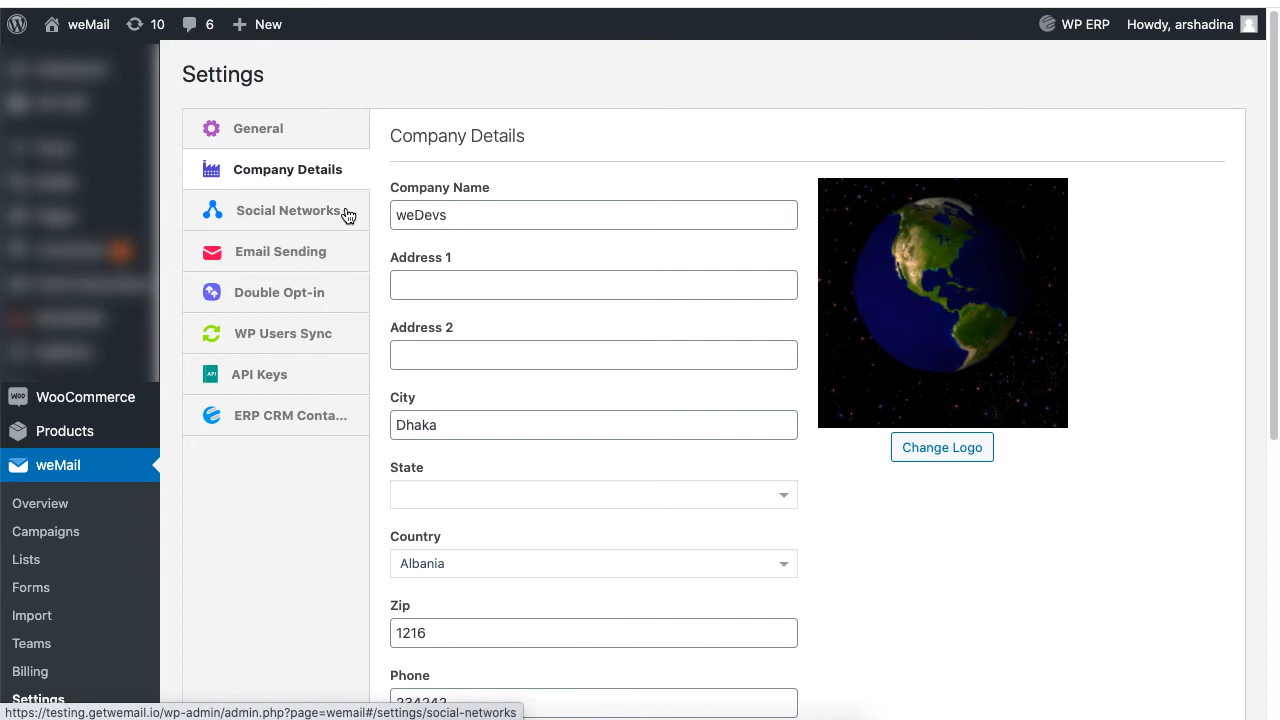 weMail
10
6
New
WP ERP
Howdy, arshadina
Settings
General
Company Details
Social Networks
Email Sending
Double Opt-in
WP Users Sync
API
API Keys
ERP CRM Conta...
WOO
WooCommerce
Products
weMail
Overview
Campaigns
Lists
Forms
Import
Teams
Billing
Settings
Company Details
Company Name
weDevs
Address 1
Address 2
City
Dhaka
State
Country
Albania
Zip
1216
Phone
234242
Change Logo
https://testing.getwemail.io/wp-admin/admin.php?page=wemail#/settings/social-networks